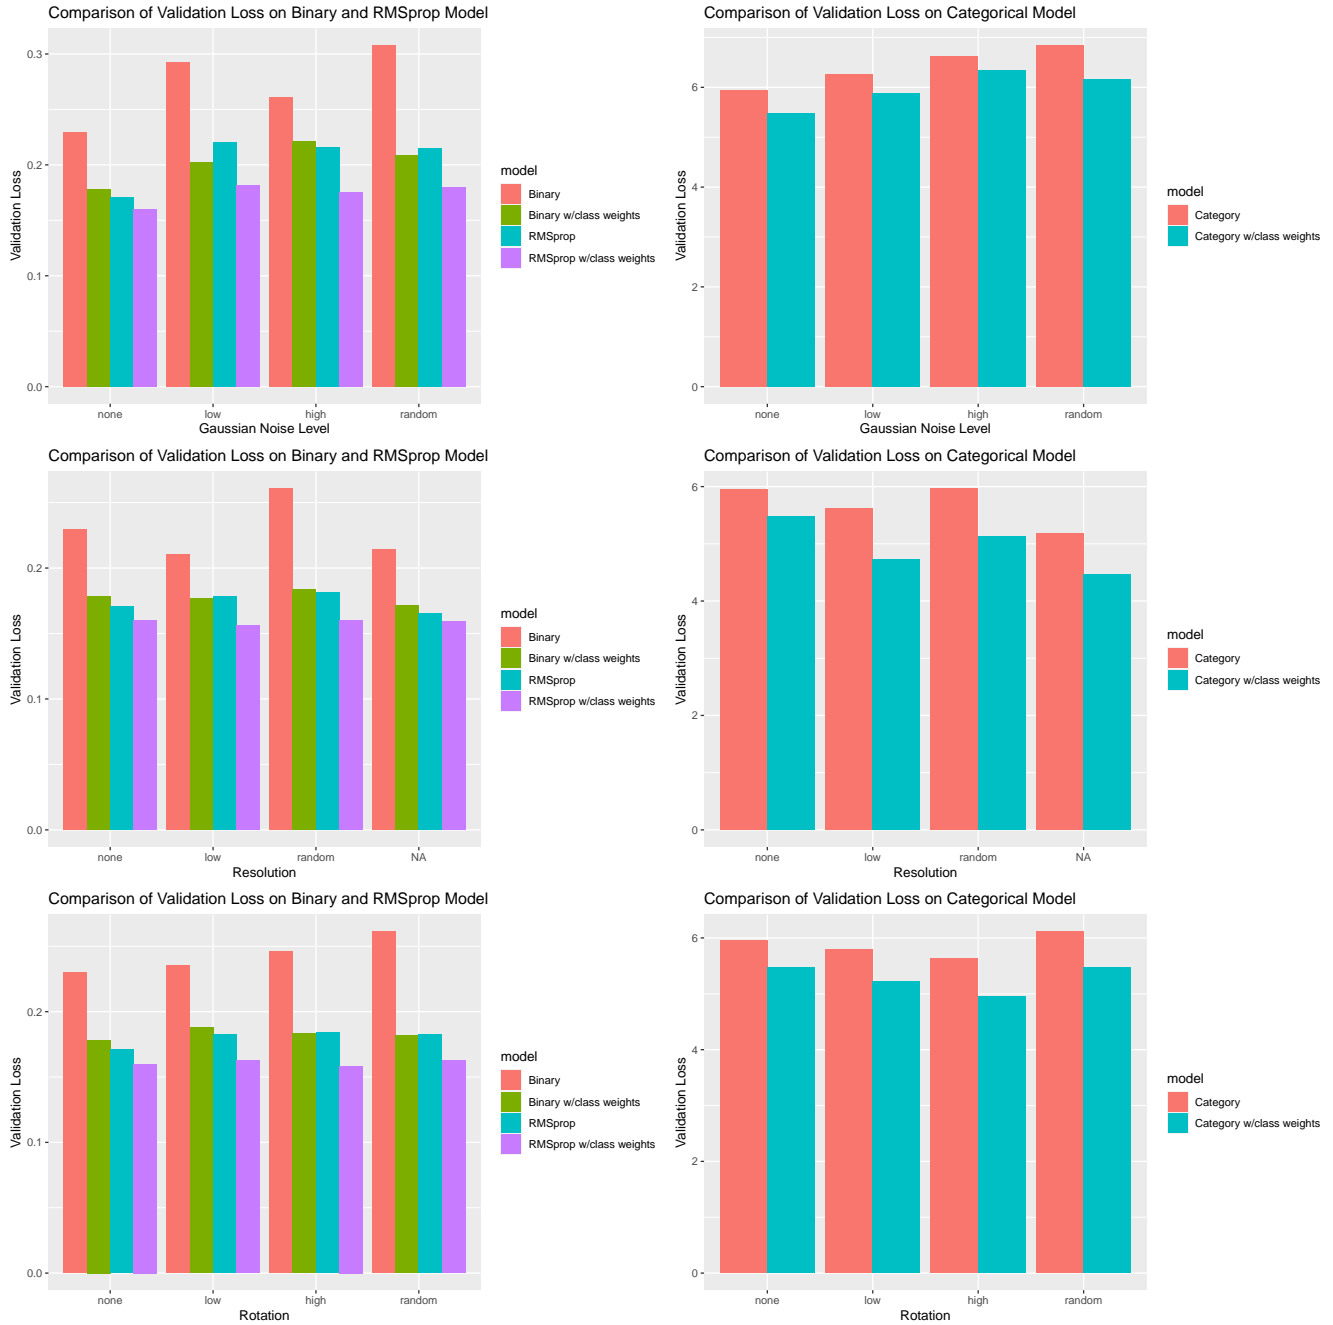 Comparison of Validation Loss on Binary and RMSprop Model
Validation Loss
0.3
0.2
0.1
0.0
none low high random
Gaussian Noise Level
model
Binary
Binary w/class weights
RMSprop
RMSprop w/class weights
Comparison of Validation Loss on Categorical Model
Validation Loss
6
4
2
0
none low high random
Gaussian Noise Level
model
Category
Category w/class weights
Comparison of Validation Loss on Binary and RMSprop Model
Validation Loss
0.2
0.1
0.0
none low random NA
Resolution
model
Binary
Binary w/class weights
RMSprop
RMSprop w/class weights
Comparison of Validation Loss on Categorical Model
Validation Loss
6
4
2
0
none low random NA
Resolution
model
Category
Category w/class weights
Comparison of Validation Loss on Binary and RMSprop Model
Validation Loss
0.2
0.1
0.0
none low high random
Rotation
model
Binary
Binary w/class weights
RMSprop
RMSprop w/class weights
Comparison of Validation Loss on Categorical Model
Validation Loss
6
4
2
0
none low high random
Rotation
model
Category
Category w/class weights